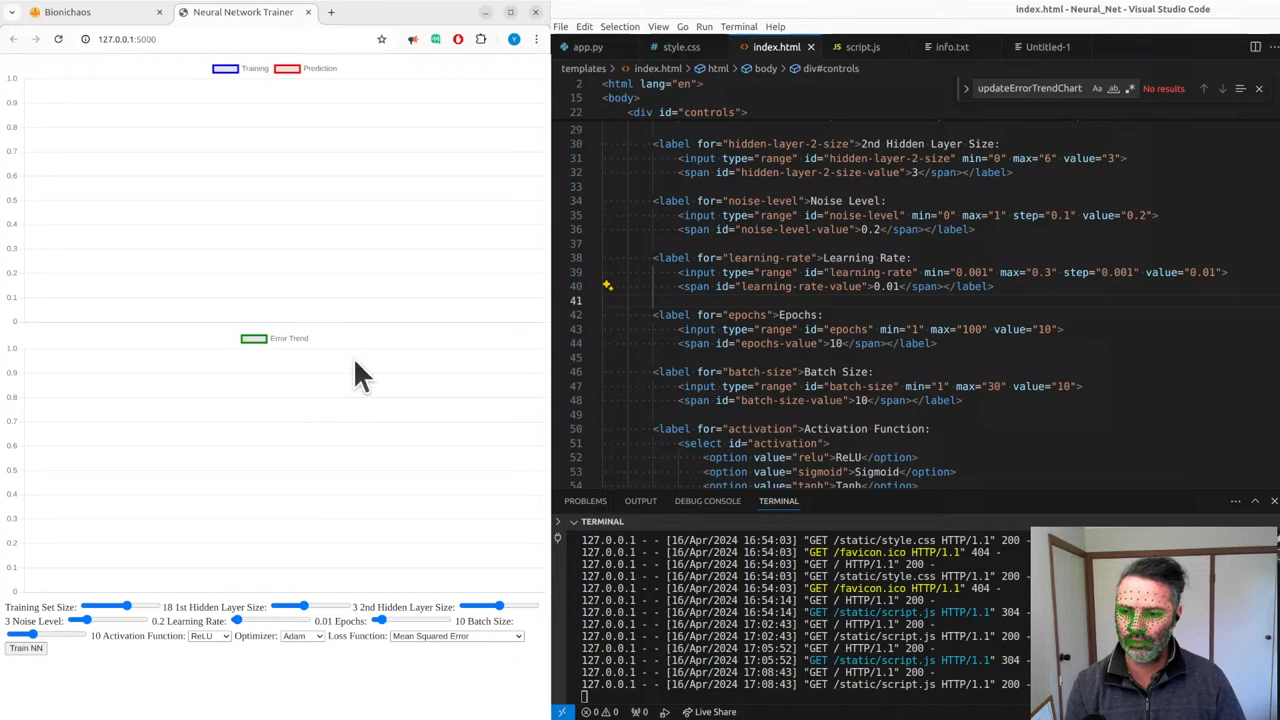 Bionichaos
Neural Network Trainer
127.0.0.1:5000
Y
Training Prediction
1.0
0.9
0.8
0.7
0.6
0.5
0.4
0.3
0.2
0.1
0
Error Trend
1.0
0.9
0.8
0.7
0.6
0.5
0.4
0.3
0.2
0.1
0
Training Set Size: 18 1st Hidden Layer Size: 3 2nd Hidden Layer Size:
3 Noise Level: 0.2 Learning Rate: 0.01 Epochs: 10 Batch Size:
10 Activation Function: ReLU Optimizer: Adam Loss Function: Mean Squared Error
Train NN
index.html - Neural_Net - Visual Studio Code
File Edit Selection View Go Run Terminal Help
app.py style.css index.html script.js info.txt Untitled-1
templates > index.html > html > body > div#controls
updateErrorTrendChart Aa ab No results
2 <html lang="en">
15 <body>
22 <div id="controls">
29
30 <label for="hidden-layer-2-size">2nd Hidden Layer Size:
31 <input type="range" id="hidden-layer-2-size" min="0" max="6" value="3">
32 <span id="hidden-layer-2-size-value">3</span></label>
33
34 <label for="noise-level">Noise Level:
35 <input type="range" id="noise-level" min="0" max="1" step="0.1" value="0.2">
36 <span id="noise-level-value">0.2</span></label>
37
38 <label for="learning-rate">Learning Rate:
39 <input type="range" id="learning-rate" min="0.001" max="0.3" step="0.001" value="0.01">
40 <span id="learning-rate-value">0.01</span></label>
41
42 <label for="epochs">Epochs:
43 <input type="range" id="epochs" min="1" max="100" value="10">
44 <span id="epochs-value">10</span></label>
45
46 <label for="batch-size">Batch Size:
47 <input type="range" id="batch-size" min="1" max="30" value="10">
48 <span id="batch-size-value">10</span></label>
49
50 <label for="activation">Activation Function:
51 <select id="activation">
52 <option value="relu">ReLU</option>
53 <option value="sigmoid">Sigmoid</option>
54 <option value="tanh">Tanh</option>
PROBLEMS OUTPUT DEBUG CONSOLE TERMINAL
TERMINAL
127.0.0.1 - - [16/Apr/2024 16:54:03] "GET /static/style.css HTTP/1.1" 200 -
127.0.0.1 - - [16/Apr/2024 16:54:03] "GET /favicon.ico HTTP/1.1" 404 -
127.0.0.1 - - [16/Apr/2024 16:54:03] "GET / HTTP/1.1" 200 -
127.0.0.1 - - [16/Apr/2024 16:54:03] "GET /static/style.css HTTP/1.1" 200 -
127.0.0.1 - - [16/Apr/2024 16:54:03] "GET /favicon.ico HTTP/1.1" 404 -
127.0.0.1 - - [16/Apr/2024 16:54:14] "GET / HTTP/1.1" 200 -
127.0.0.1 - - [16/Apr/2024 16:54:14] "GET /static/script.js HTTP/1.1" 304 -
127.0.0.1 - - [16/Apr/2024 17:02:43] "GET / HTTP/1.1" 200 -
127.0.0.1 - - [16/Apr/2024 17:02:43] "GET /static/script.js HTTP/1.1" 200 -
127.0.0.1 - - [16/Apr/2024 17:05:52] "GET / HTTP/1.1" 200 -
127.0.0.1 - - [16/Apr/2024 17:05:52] "GET /static/script.js HTTP/1.1" 304 -
127.0.0.1 - - [16/Apr/2024 17:08:43] "GET / HTTP/1.1" 200 -
127.0.0.1 - - [16/Apr/2024 17:08:43] "GET /static/script.js HTTP/1.1" 200 -
0 0 0 Live Share